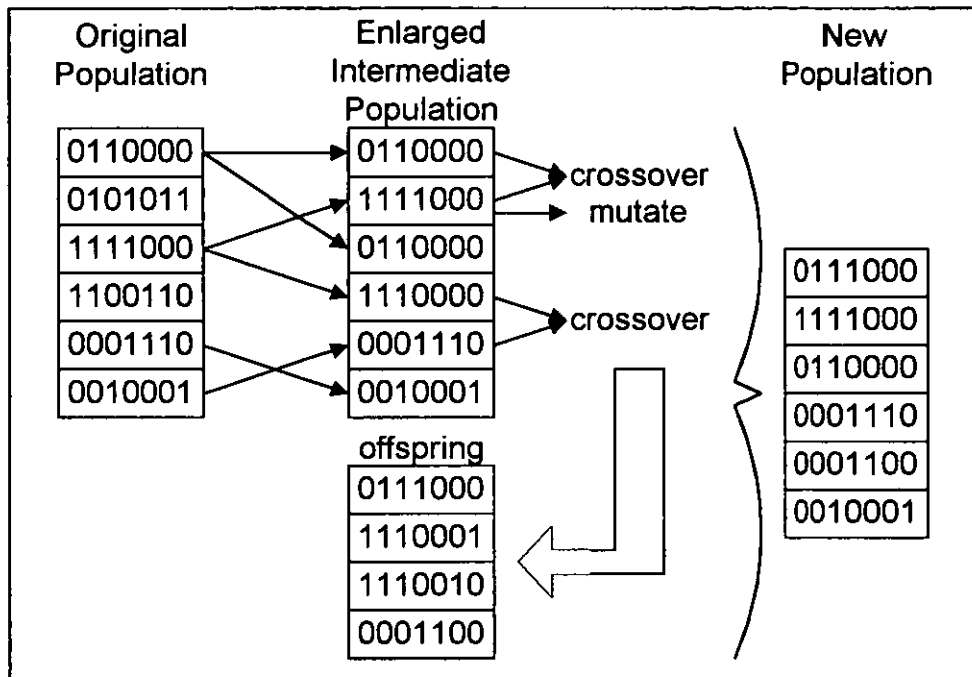 Original
Population
0110000
0101011
1111000
1100110
0001110
0010001
Enlarged
Intermediate
Population
0110000
1111000
0110000
1110000
0001110
0010001
offspring
0111000
1110001
1110010
0001100
crossover
mutate
crossover
New
Population
0111000
1111000
0110000
0001110
0001100
0010001